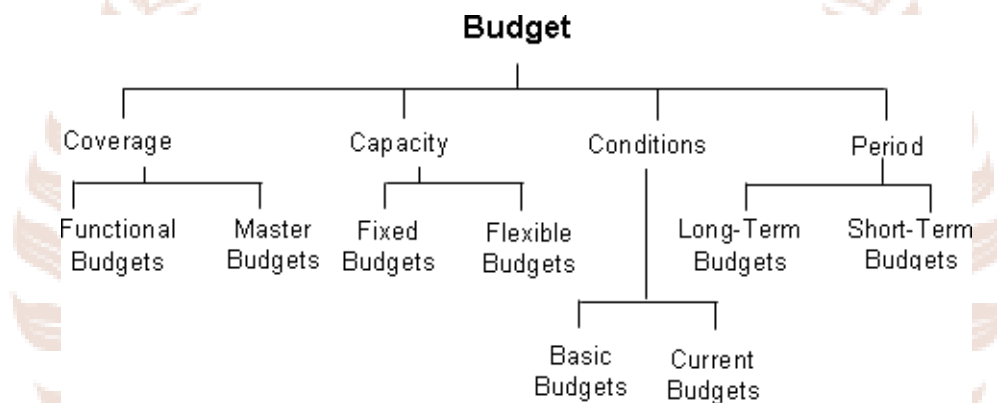 Budget
Coverage
Capacity
Conditions
Period
Functional
Budgets
Master
Budgets
Fixed
Budgets
Flexible
Budgets
Long-Term
Budgets
Short-Term
Budgets
Basic
Budgets
Current
Budgets